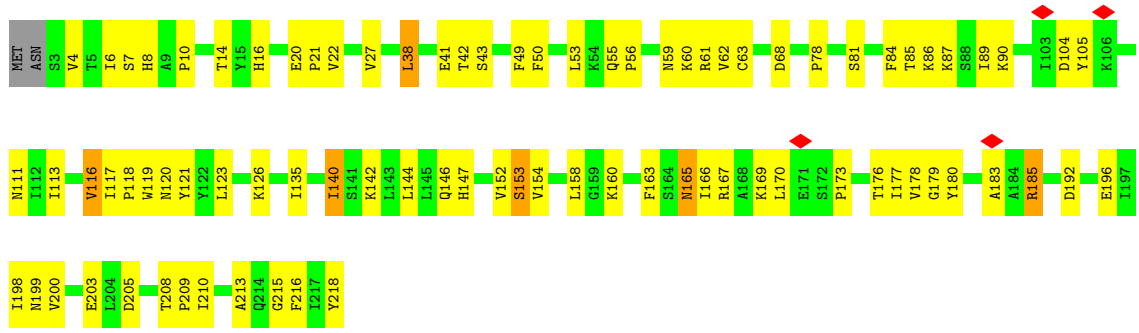 MET ASN S3 V4 T5 I6 S7 H8 A9 P10 T14 Y15 H16 E20 P21 V22 V27 L38 E41 T42 S43 F49 F50 L53 K54 Q55 P56 N59 K60 R61 V62 C63 D68 P78 S81 F84 T85 K86 K87 S88 I89 K90 I103 D104 Y105 K106
N111 I112 I113 V116 I117 P118 W119 N120 Y121 Y122 L123 K126 I135 I140 S141 K142 L143 L144 L145 Q146 H147 V152 S153 V154 L158 G159 K160 F163 S164 N165 I166 R167 A168 K169 L170 E171 S172 P173 T176 I177 V178 G179 Y180 A183 A184 R185 D192 E196 I197
I198 N199 V200 E203 L204 D205 T208 P209 I210 A213 Q214 G215 F216 I217 Y218